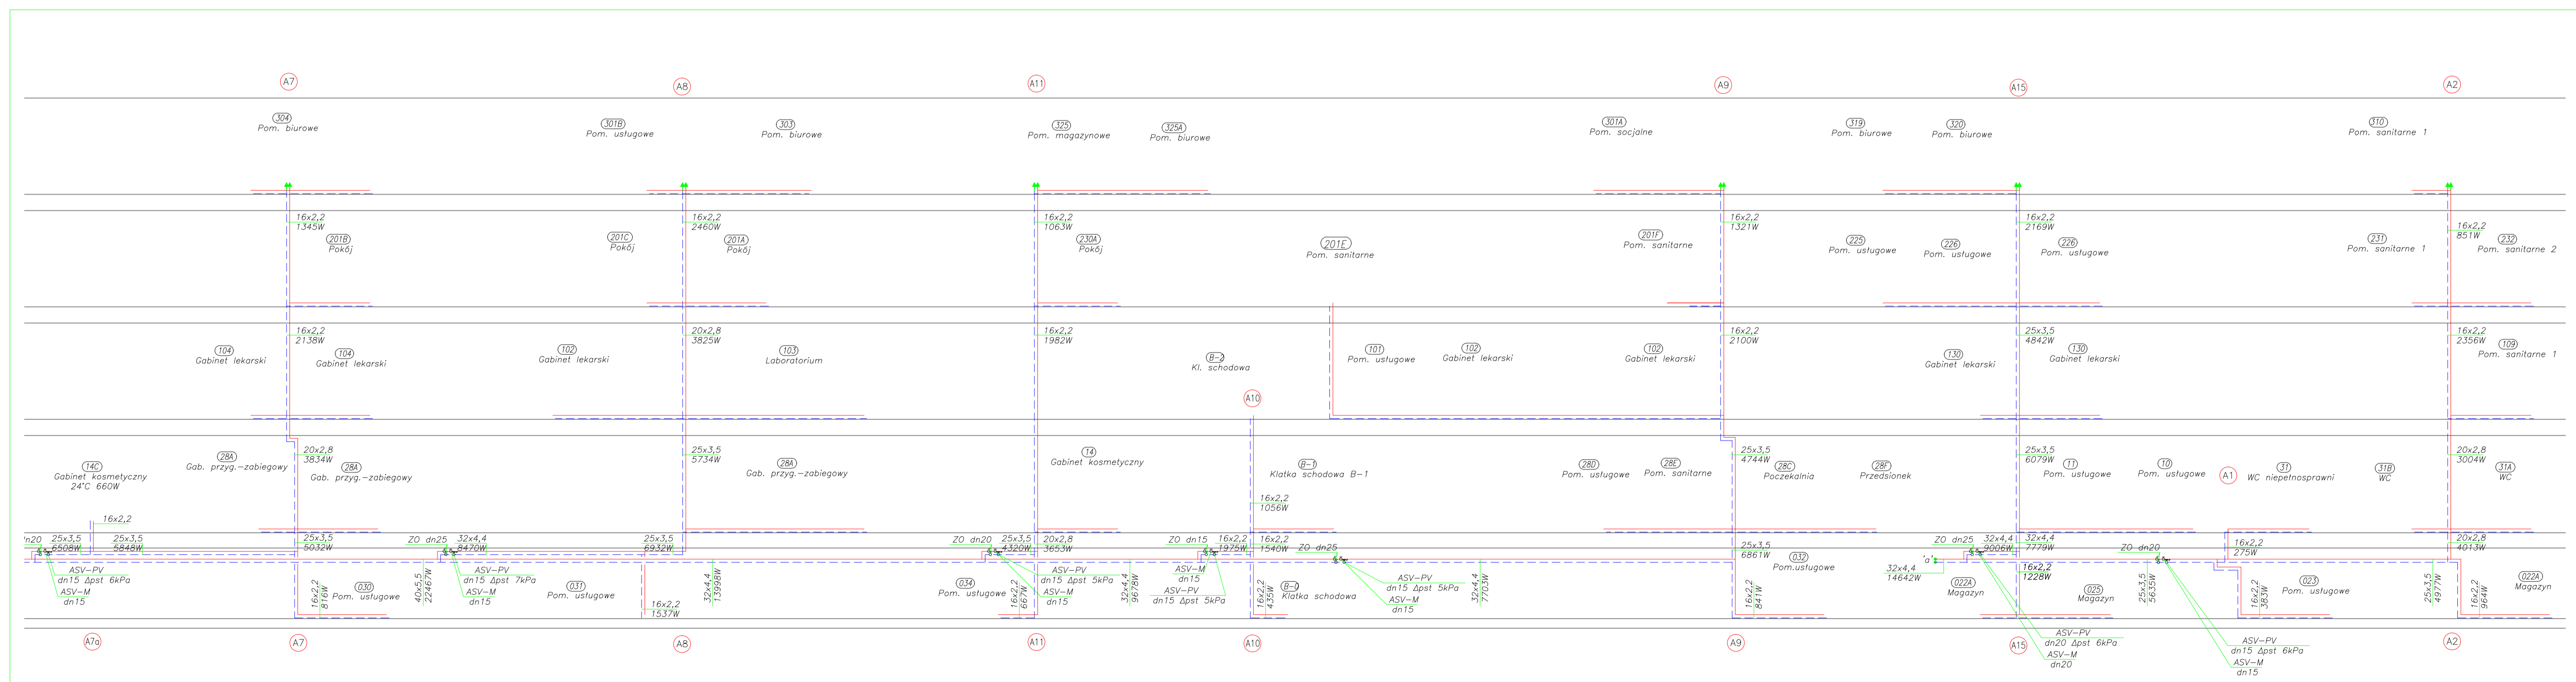 A7
A8
A11
A9
A15
A2
304
Pom. biurowe
301B
Pom. usługowe
303
Pom. biurowe
325
Pom. magazynowe
325A
Pom. biurowe
301A
Pom. socjalne
319
Pom. biurowe
320
Pom. biurowe
310
Pom. sanitarne 1
16x2,2
1345W
201B
Pokój
201C
Pokój
16x2,2
2460W
201A
Pokój
16x2,2
1063W
230A
Pokój
201E
Pom. sanitarne
201F
Pom. sanitarne
16x2,2
1321W
225
Pom. usługowe
226
Pom. usługowe
16x2,2
2169W
226
Pom. usługowe
231
Pom. sanitarne 1
16x2,2
851W
232
Pom. sanitarne 2
104
Gabinet lekarski
16x2,2
2138W
104
Gabinet lekarski
102
Gabinet lekarski
20x2,8
3825W
103
Laboratorium
16x2,2
1982W
B-2
Kl. schodowa
101
Pom. usługowe
102
Gabinet lekarski
102
Gabinet lekarski
16x2,2
2100W
130
Gabinet lekarski
25x3,5
4842W
130
Gabinet lekarski
16x2,2
2356W
109
Pom. sanitarne 1
A10
14C
Gabinet kosmetyczny
24°C 660W
28A
Gab. przyg.-zabiegowy
20x2,8
3834W
28A
Gab. przyg.-zabiegowy
25x3,5
5734W
28A
Gab. przyg.-zabiegowy
14
Gabinet kosmetyczny
B-1
Klatka schodowa B-1
16x2,2
1056W
28D
Pom. usługowe
28E
Pom. sanitarne
25x3,5
4744W
28C
Poczekalnia
28F
Przedsionek
25x3,5
6079W
11
Pom. usługowe
10
Pom. usługowe
A1
31
WC niepełnosprawni
31B
WC
20x2,8
3004W
31A
WC
16x2,2
25x3,5
6508W
25x3,5
5848W
25x3,5
5032W
ZO dn25
32x4,4
8470W
25x3,5
6932W
ZO dn20
25x3,5
4320W
20x2,8
3653W
ZO dn15
16x2,2
1975W
16x2,2
1540W
ZO dn25
25x3,5
6861W
ZO dn25
32x4,4
9006W
32x4,4
7779W
ZO dn20
16x2,2
275W
20x2,8
4013W
ASV-PV
dn15 Δpst 6kPa
ASV-M
dn15
16x2,2
816W
030
Pom. usługowe
40x5,5
22467W
ASV-PV
dn15 Δpst 7kPa
ASV-M
dn15
031
Pom. usługowe
16x2,2
1537W
32x4,4
13998W
034
Pom. usługowe
16x2,2
667W
ASV-PV
dn15 Δpst 5kPa
ASV-M
dn15
32x4,4
9678W
ASV-M
dn15
ASV-PV
dn15 Δpst 5kPa
16x2,2
435W
B-0
Klatka schodowa
ASV-PV
dn15 Δpst 5kPa
ASV-M
dn15
32x4,4
7703W
16x2,2
841W
032
Pom.usługowe
'a'
32x4,4
14642W
022A
Magazyn
16x2,2
1228W
025
Magazyn
25x3,5
5635W
16x2,2
383W
023
Pom. usługowe
25x3,5
4977W
16x2,2
964W
022A
Magazyn
ASV-PV
dn20 Δpst 6kPa
ASV-M
dn20
ASV-PV
dn15 Δpst 6kPa
ASV-M
dn15
A7a
A7
A8
A11
A10
A9
A15
A2